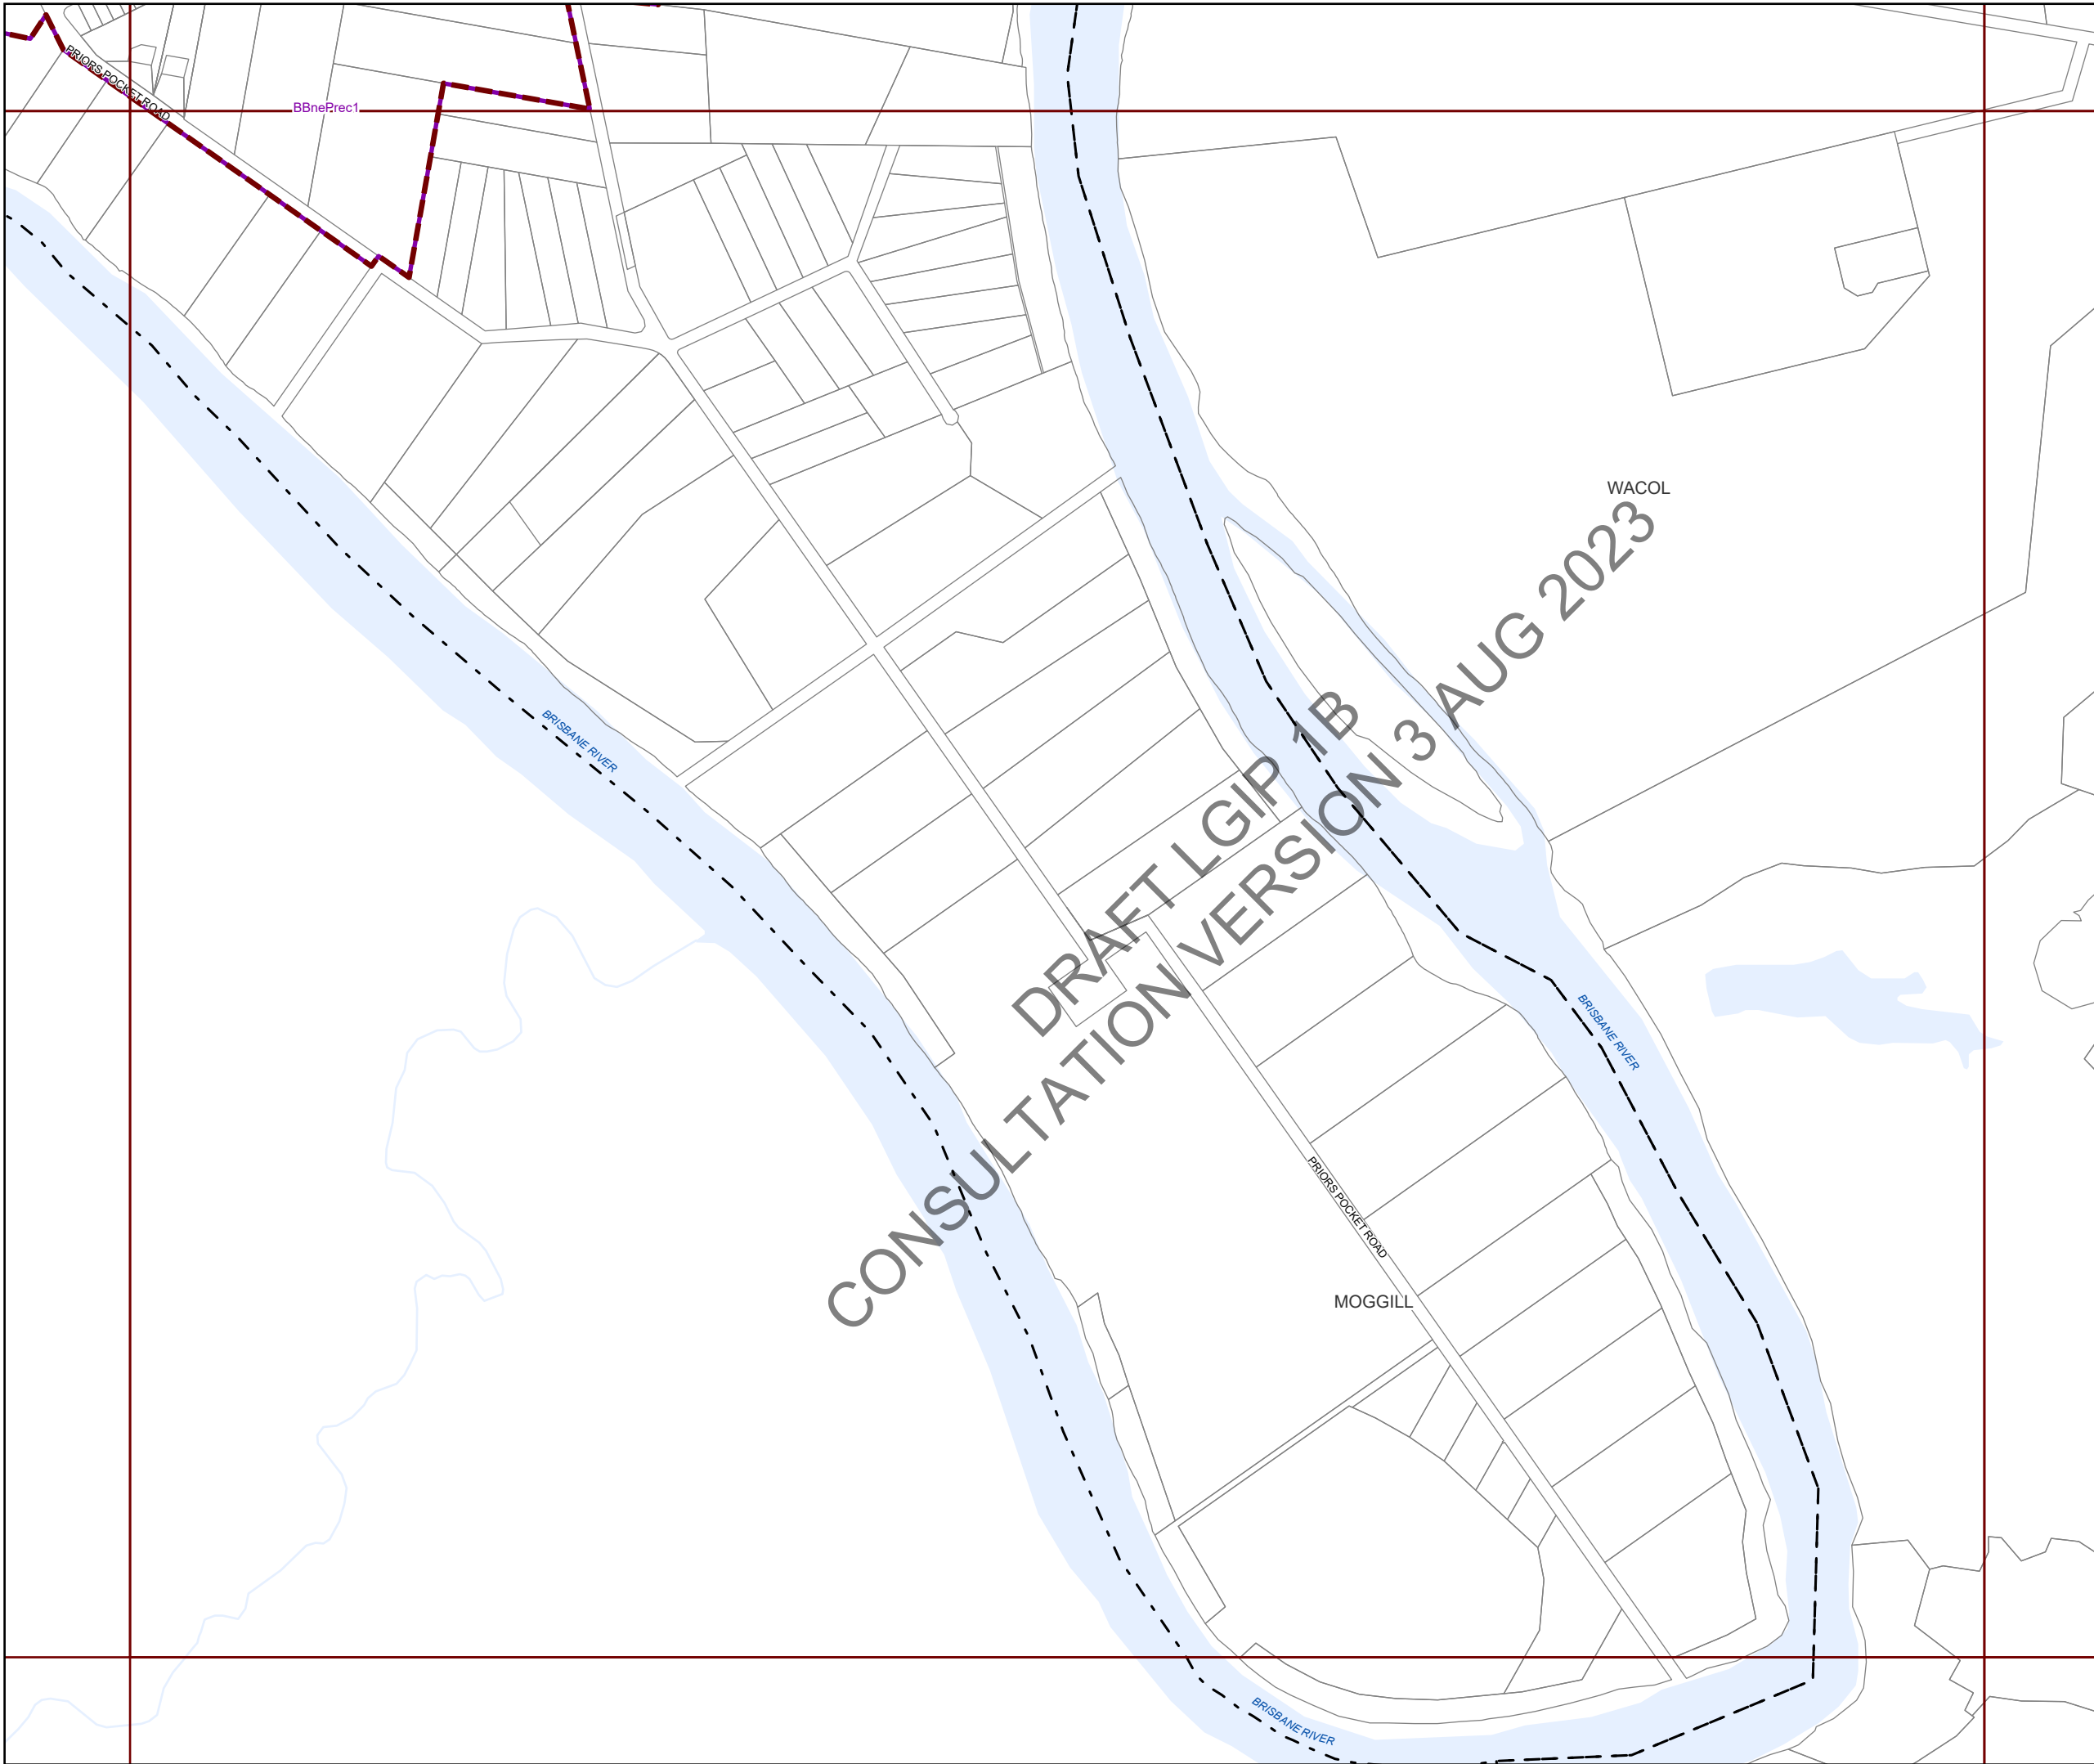 PRIORS POCKET ROAD
BBnePrec1
WACOL
BRISBANE RIVER
DRAFT LGIP 1B
CONSULTATION VERSION 3 AUG 2023
BRISBANE RIVER
PRIORS POCKET ROAD
MOGGILL
BRISBANE RIVER